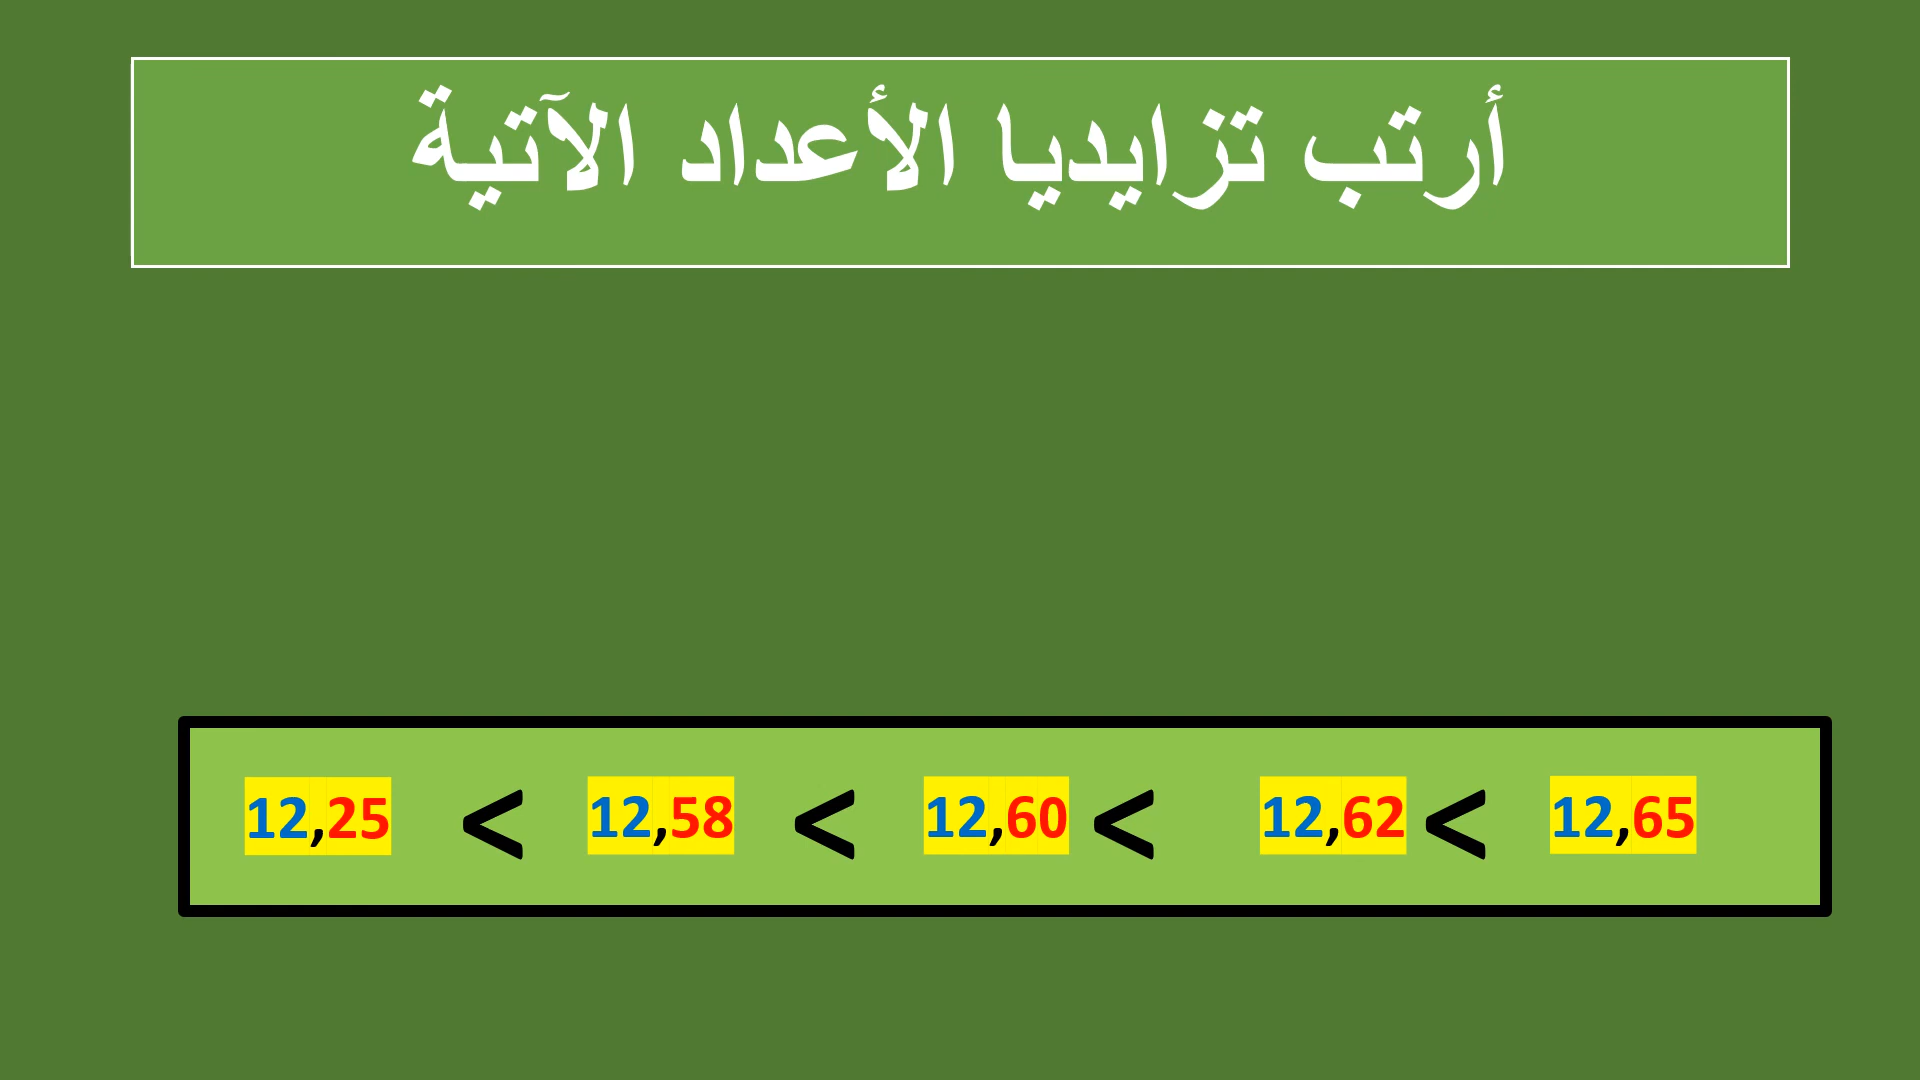 أرتب تزايديا الأعداد الآتية
12,25 < 12,58 < 12,60 < 12,62 < 12,65